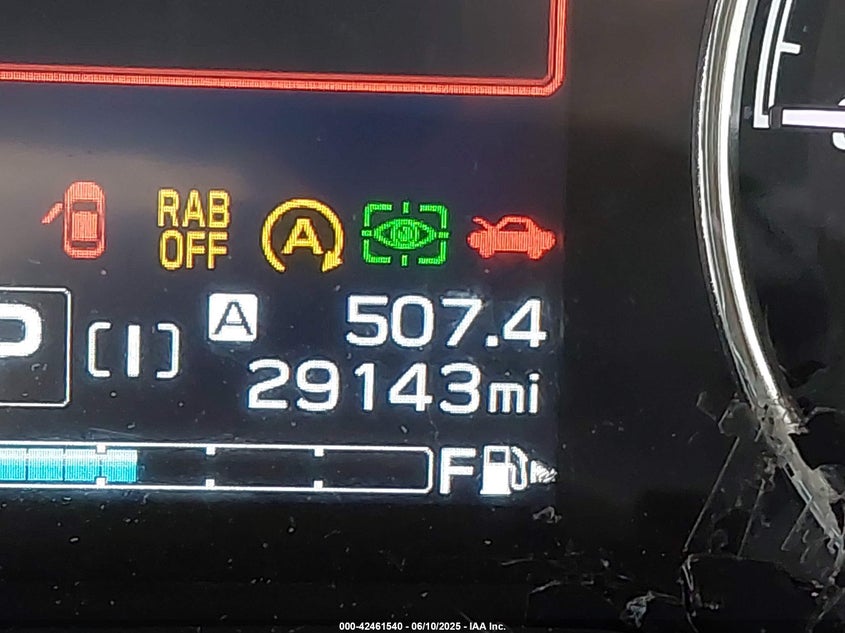 RAB
OFF
A
P
A 507.4
29143mi
F
000-42461540 - 06/10/2025 - IAA Inc.